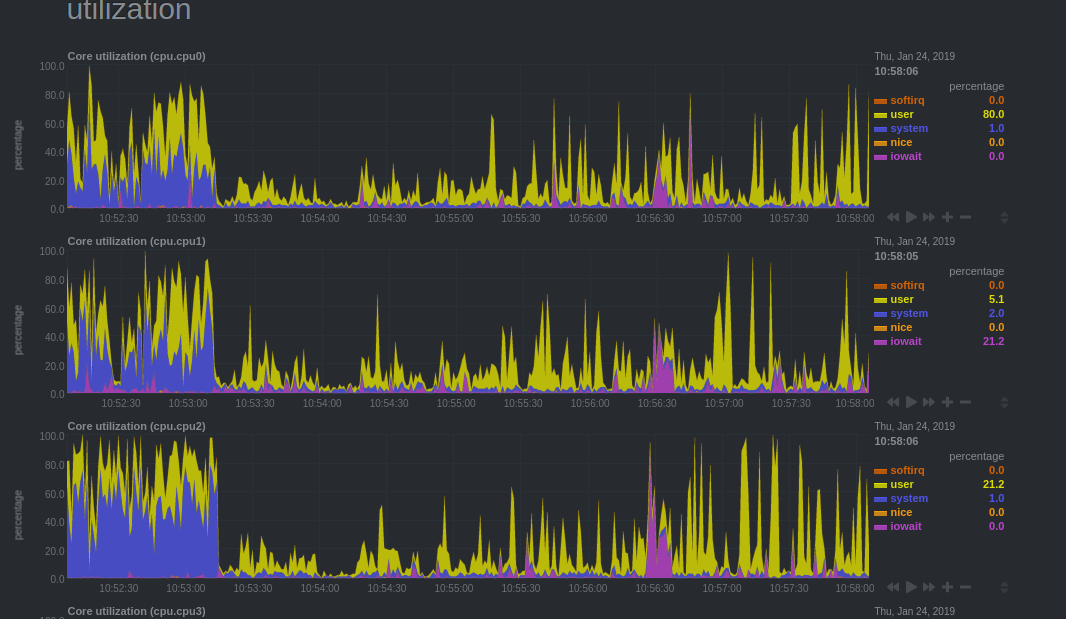 utilization
Core utilization (cpu.cpu0)
Thu, Jan 24, 2019
10:58:06
percentage
softirq 0.0
user 80.0
system 1.0
nice 0.0
iowait 0.0
percentage
100.0
80.0
60.0
40.0
20.0
0.0
10:52:30 10:53:00 10:53:30 10:54:00 10:54:30 10:55:00 10:55:30 10:56:00 10:56:30 10:57:00 10:57:30 10:58:00
Core utilization (cpu.cpu1)
Thu, Jan 24, 2019
10:58:05
percentage
softirq 0.0
user 5.1
system 2.0
nice 0.0
iowait 21.2
percentage
100.0
80.0
60.0
40.0
20.0
0.0
10:52:30 10:53:00 10:53:30 10:54:00 10:54:30 10:55:00 10:55:30 10:56:00 10:56:30 10:57:00 10:57:30 10:58:00
Core utilization (cpu.cpu2)
Thu, Jan 24, 2019
10:58:06
percentage
softirq 0.0
user 21.2
system 1.0
nice 0.0
iowait 0.0
percentage
100.0
80.0
60.0
40.0
20.0
0.0
10:52:30 10:53:00 10:53:30 10:54:00 10:54:30 10:55:00 10:55:30 10:56:00 10:56:30 10:57:00 10:57:30 10:58:00
Core utilization (cpu.cpu3)
Thu, Jan 24, 2019
100.0